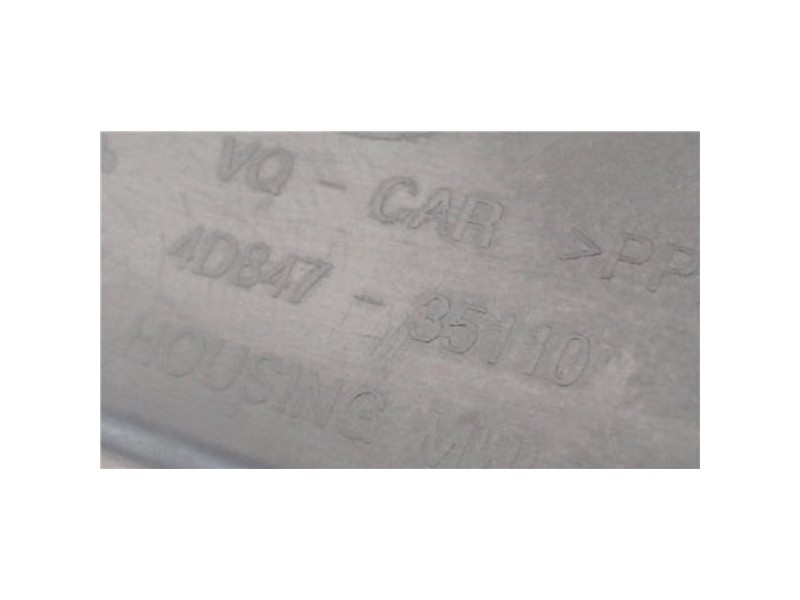 VQ - CAR >PP
4D847 - 35110
HOUSING